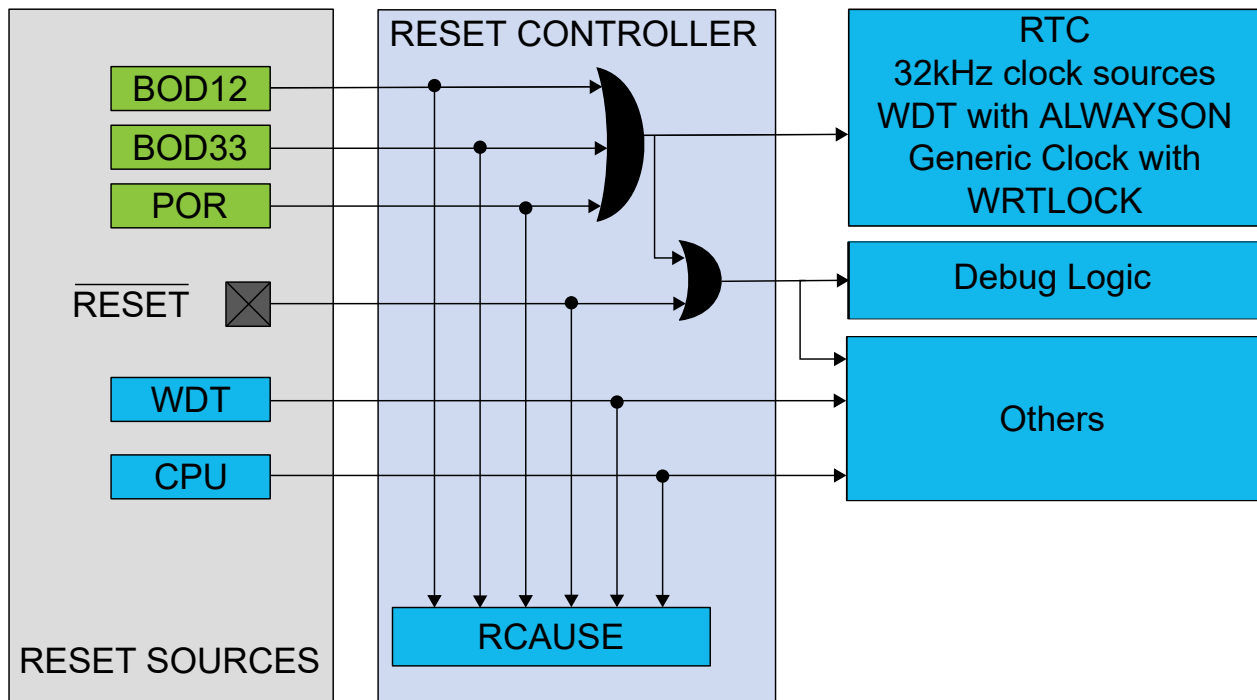 RESET SOURCES
BOD12
BOD33
POR
RESET
WDT
CPU
RESET CONTROLLER
RCAUSE
RTC
32kHz clock sources
WDT with ALWAYSON
Generic Clock with
WRTLOCK
Debug Logic
Others